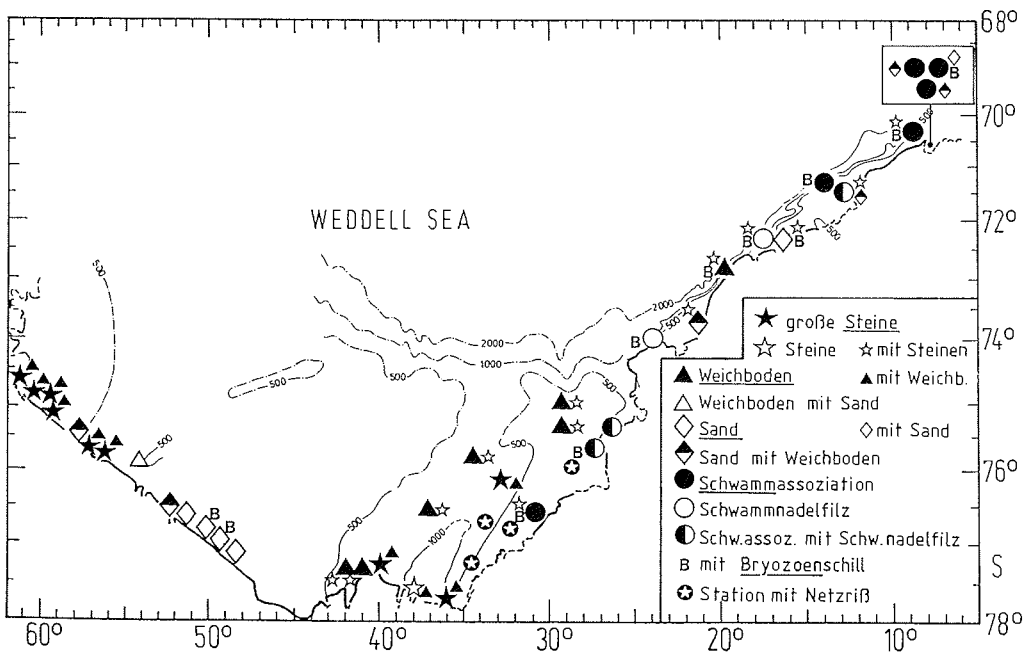 68°
B
500
70°
B
B
WEDDELL SEA
72°
500
B
B
500
B
2000
500
B
74°
2000
1000
500
500
500
500
große Steine
Steine
mit Steinen
Weichboden
mit Weichb.
Weichboden mit Sand
Sand
mit Sand
Sand mit Weichboden
Schwammassoziation
Schwammnadelfilz
Schw.assoz. mit Schw.nadelfilz
B mit Bryozoenschill
Station mit Netzriß
500
B
76°
B
B
B
500
1000
S
78°
60°
50°
40°
30°
20°
10°